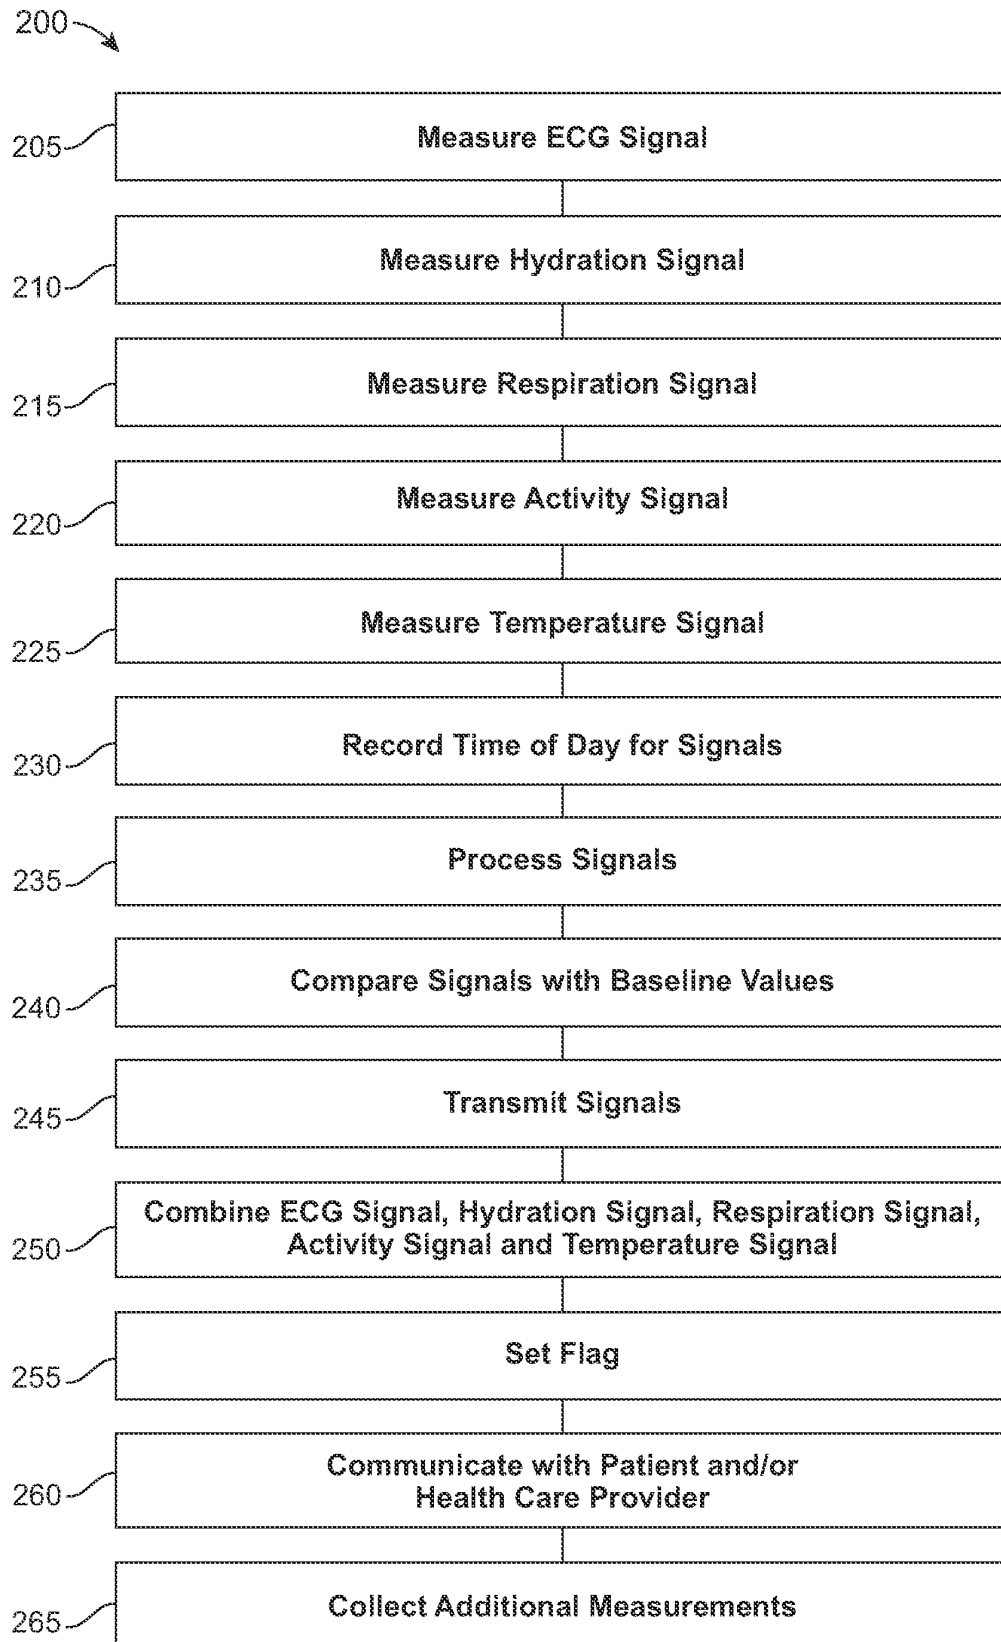 200
205
Measure ECG Signal
210
Measure Hydration Signal
215
Measure Respiration Signal
220
Measure Activity Signal
225
Measure Temperature Signal
230
Record Time of Day for Signals
235
Process Signals
240
Compare Signals with Baseline Values
245
Transmit Signals
250
Combine ECG Signal, Hydration Signal, Respiration Signal,
Activity Signal and Temperature Signal
255
Set Flag
260
Communicate with Patient and/or
Health Care Provider
265
Collect Additional Measurements